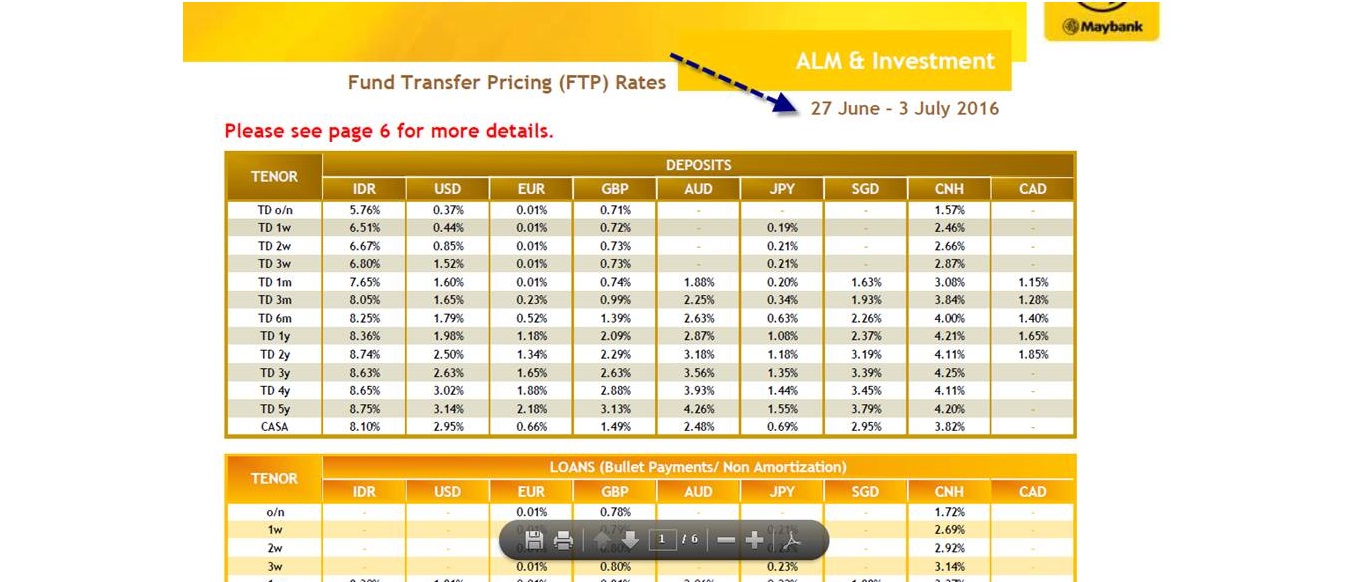 Maybank
ALM & Investment
Fund Transfer Pricing (FTP) Rates
27 June - 3 July 2016
Please see page 6 for more details.
TENOR DEPOSITS
IDR USD EUR GBP AUD JPY SGD CNH CAD
TD o/n 5.76% 0.37% 0.01% 0.71% - - - 1.57% -
TD 1w 6.51% 0.44% 0.01% 0.72% - 0.19% - 2.46% -
TD 2w 6.67% 0.85% 0.01% 0.73% - 0.21% - 2.66% -
TD 3w 6.80% 1.52% 0.01% 0.73% - 0.21% - 2.87% -
TD 1m 7.65% 1.60% 0.01% 0.74% 1.88% 0.20% 1.63% 3.08% 1.15%
TD 3m 8.05% 1.65% 0.23% 0.99% 2.25% 0.34% 1.93% 3.84% 1.28%
TD 6m 8.25% 1.79% 0.52% 1.39% 2.63% 0.63% 2.26% 4.00% 1.40%
TD 1y 8.36% 1.98% 1.18% 2.09% 2.87% 1.08% 2.37% 4.21% 1.65%
TD 2y 8.74% 2.50% 1.34% 2.29% 3.18% 1.18% 3.19% 4.11% 1.85%
TD 3y 8.63% 2.63% 1.65% 2.63% 3.56% 1.35% 3.39% 4.25% -
TD 4y 8.65% 3.02% 1.88% 2.88% 3.93% 1.44% 3.45% 4.11% -
TD 5y 8.75% 3.14% 2.18% 3.13% 4.26% 1.55% 3.79% 4.20% -
CASA 8.10% 2.95% 0.66% 1.49% 2.48% 0.69% 2.95% 3.82% -
TENOR LOANS (Bullet Payments/ Non Amortization)
IDR USD EUR GBP AUD JPY SGD CNH CAD
o/n - - 0.01% 0.78% - - - 1.72% -
1w - - - - 2.69% -
2w - - - 2.92% -
1 / 6
3w - - 0.01% 0.80% - 0.23% - 3.14% -